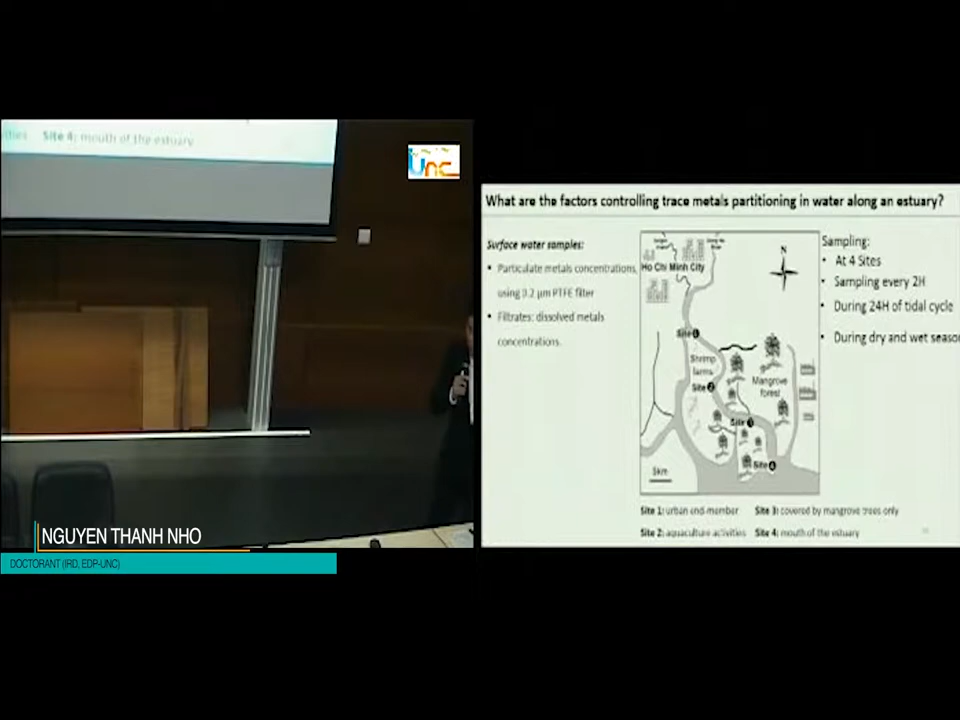 Site 4: mouth of the estuary
Unc
NGUYEN THANH NHO
DOCTORANT (IRD, EDP-UNC)
What are the factors controlling trace metals partitioning in water along an estuary?
Surface water samples:
• Particulate metals concentrations,
using 0.2 µm PTFE filter
• Filtrates: dissolved metals
concentrations.
Ho Chi Minh City
N
Site 1
Shrimp
farms
Site 2
Mangrove
forest
Site 3
Site 4
5km
Sampling:
• At 4 Sites
• Sampling every 2H
• During 24H of tidal cycle
• During dry and wet season
Site 1: urban end-member
Site 3: covered by mangrove trees only
Site 2: aquaculture activities
Site 4: mouth of the estuary